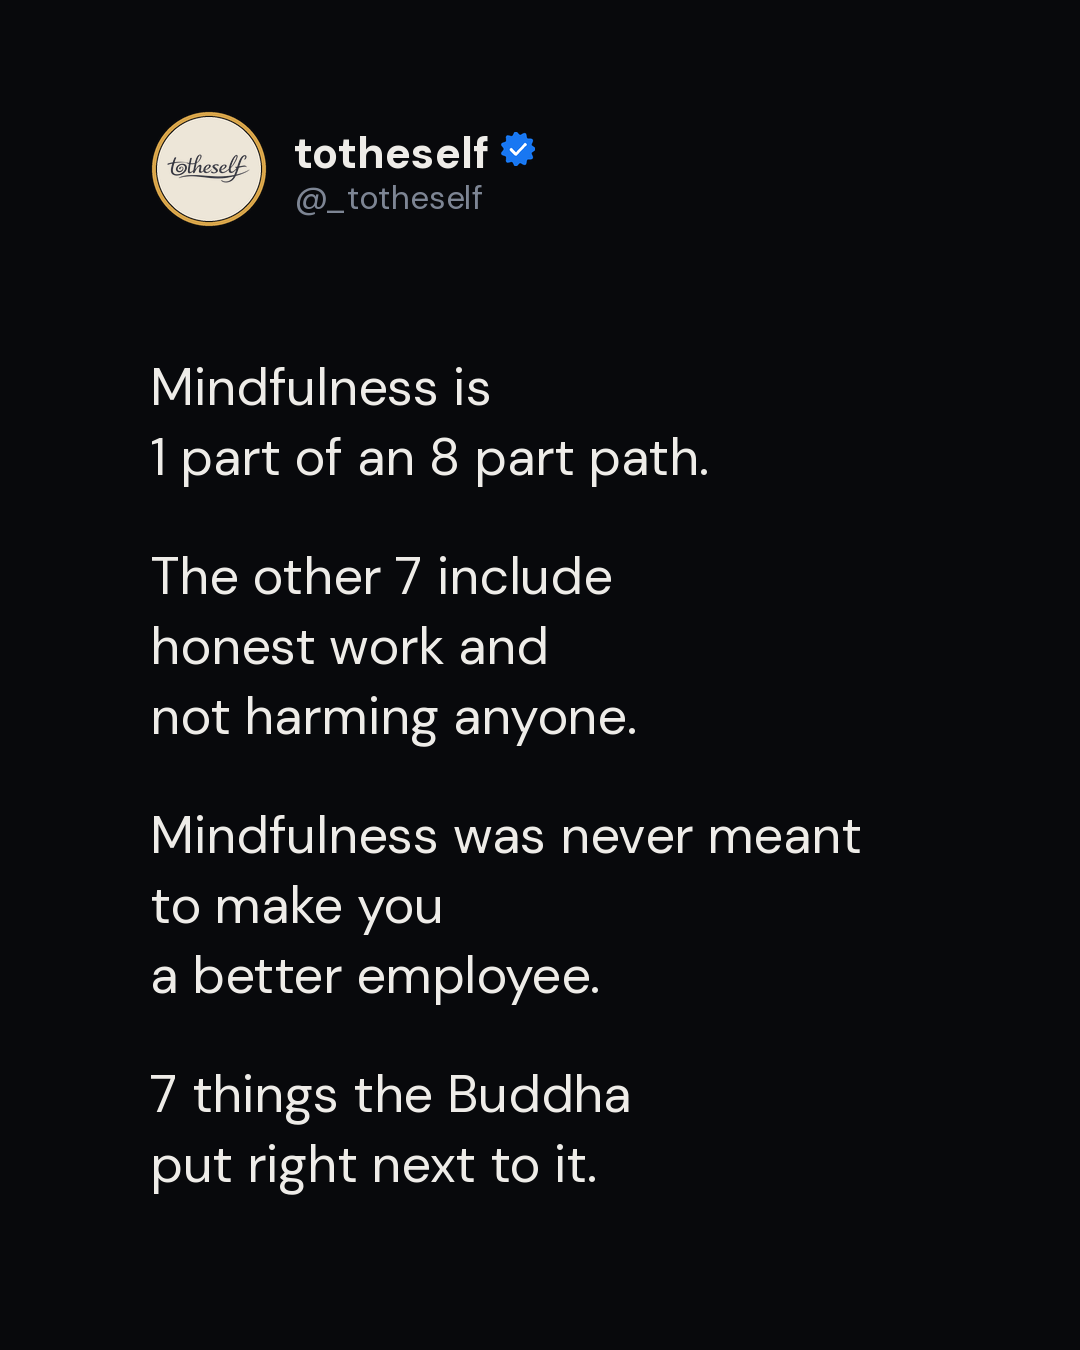 totheself
totheself
@_totheself
Mindfulness is
1 part of an 8 part path.
The other 7 include
honest work and
not harming anyone.
Mindfulness was never meant
to make you
a better employee.
7 things the Buddha
put right next to it.